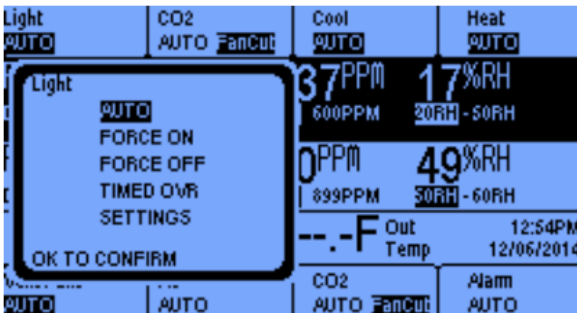 Light CO2 Cool Heat
AUTO AUTO FanCut AUTO AUTO
Light
AUTO
FORCE ON
FORCE OFF
TIMED OVR
SETTINGS
OK TO CONFIRM
37PPM 17%RH
600PPM 20RH - 50RH
0PPM 49%RH
899PPM 50RH - 60RH
--.-F Out Temp
12:54PM
12/06/2014
CO2 Alarm
AUTO AUTO AUTO FanCut AUTO